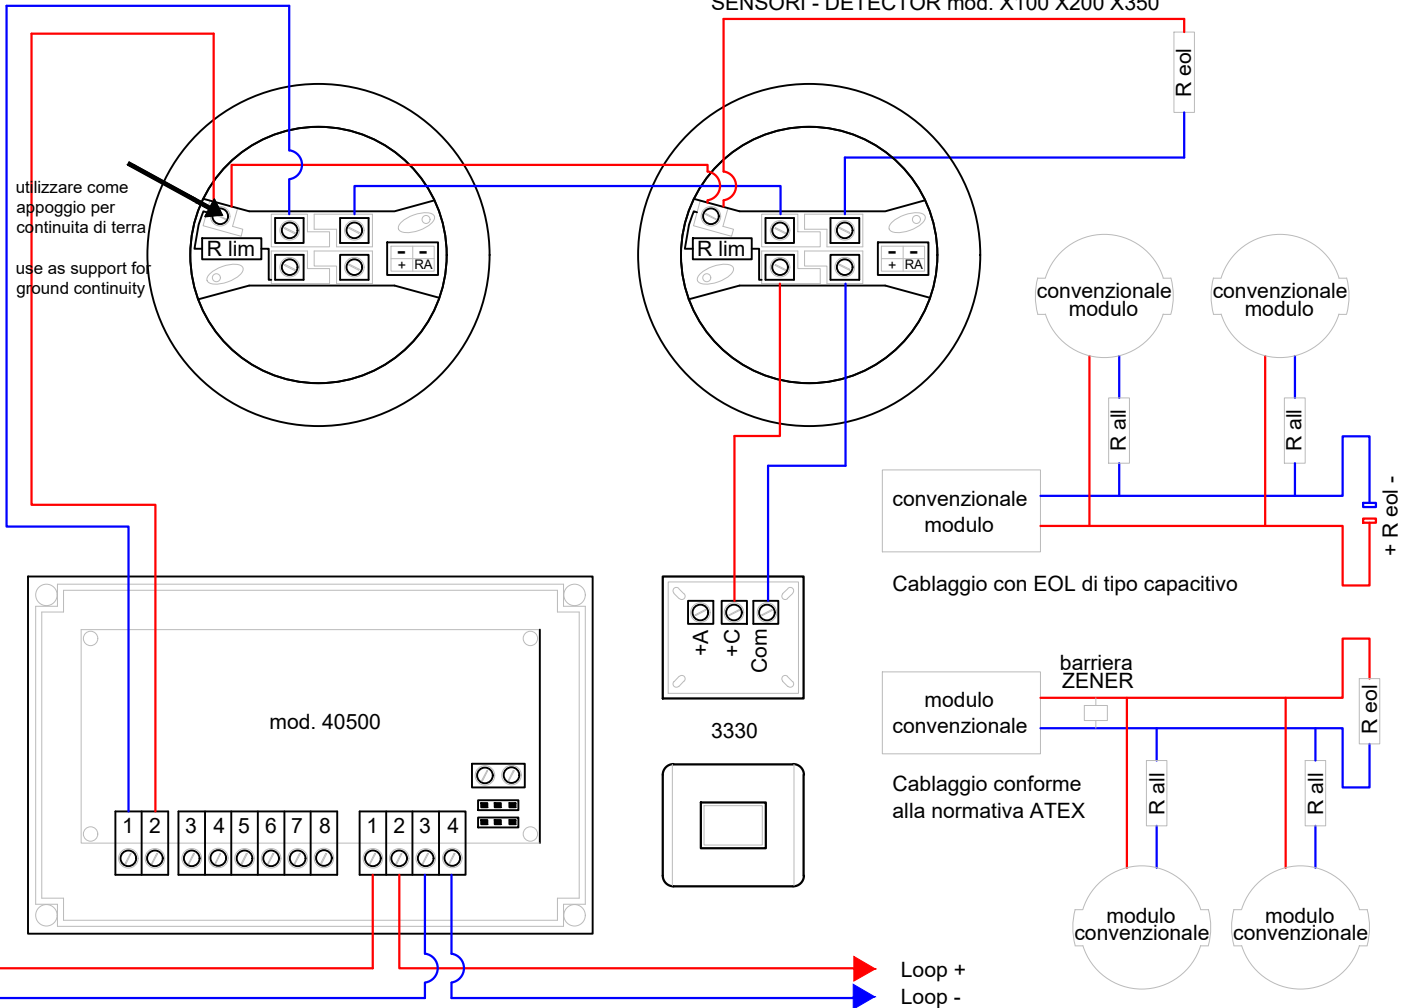 SENSORI - DETECTOR mod. X100 X200 X350
R eol
utilizzare come
appoggio per
continuita di terra
use as support for
ground continuity
R lim
- -
+ RA
R lim
- -
+ RA
convenzionale
modulo
convenzionale
modulo
R all
R all
convenzionale
modulo
+ R eol -
Cablaggio con EOL di tipo capacitivo
+A
+C
Com
3330
mod. 40500
1 2 3 4 5 6 7 8 1 2 3 4
barriera
ZENER
modulo
convenzionale
R eol
Cablaggio conforme
alla normativa ATEX
R all
R all
modulo
convenzionale
modulo
convenzionale
Loop +
Loop -